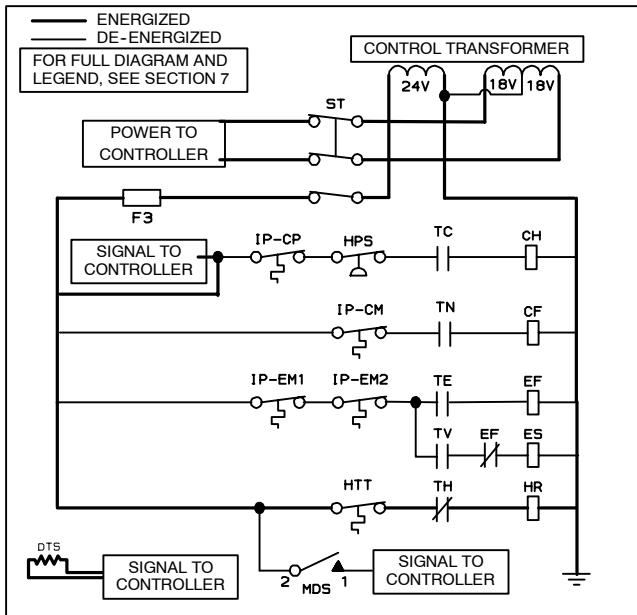 ENERGIZED
DE-ENERGIZED
FOR FULL DIAGRAM AND
LEGEND, SEE SECTION 7
CONTROL TRANSFORMER
24V
18V
18V
ST
POWER TO
CONTROLLER
F3
SIGNAL TO
CONTROLLER
IP-CP
HPS
TC
CH
IP-CM
TN
CF
IP-EM1
IP-EM2
TE
EF
TV
EF
ES
HTT
TH
HR
DTS
SIGNAL TO
CONTROLLER
2
MDS
1
SIGNAL TO
CONTROLLER